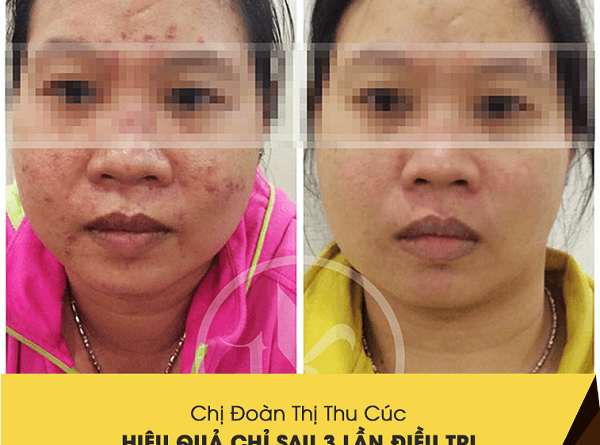 Chị Đoàn Thị Thu Cúc
HIỆU QUẢ CHỈ SAU 3 LẦN ĐIỀU TRỊ